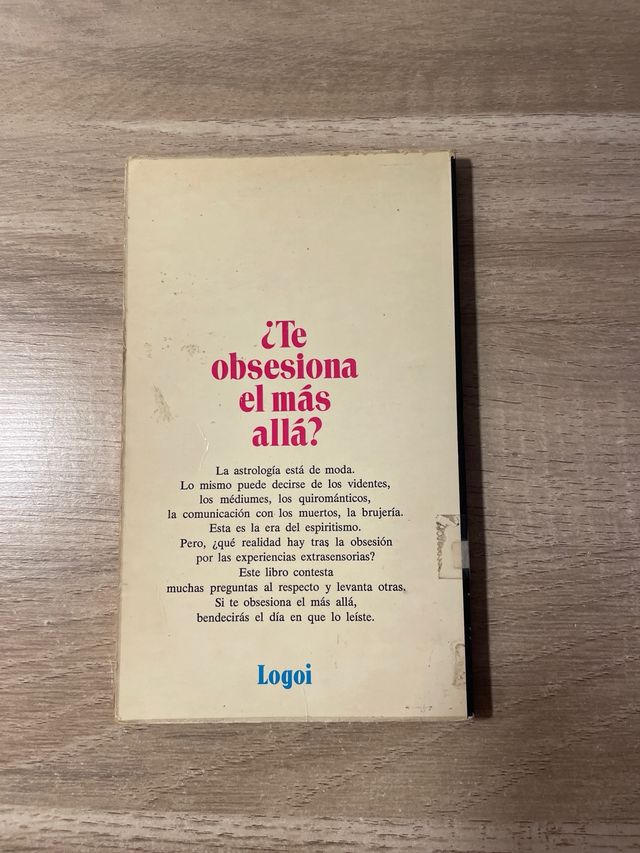 ¿Te
obsesiona
el más
allá?
La astrología está de moda.
Lo mismo puede decirse de los videntes,
los médiumes, los quirománticos,
la comunicación con los muertos, la brujería.
Esta es la era del espiritismo.
Pero, ¿qué realidad hay tras la obsesión
por las experiencias extrasensorias?
Este libro contesta
muchas preguntas al respecto y levanta otras.
Si te obsesiona el más allá,
bendecirás el día en que lo leíste.
Logoi